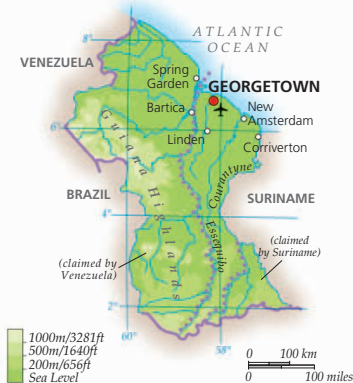 ATLANTIC
OCEAN
8°
VENEZUELA
Spring
Garden
GEORGETOWN
Bartica
New
Amsterdam
6°
Linden
Corriverton
Guiana Highlands
Courantyne
BRAZIL
SURINAME
4°
Essequibo
(claimed
by Suriname)
(claimed by
Venezuela)
2°
60°
58°
1000m/3281ft
500m/1640ft
200m/656ft
Sea Level
0 100 km
0 100 miles